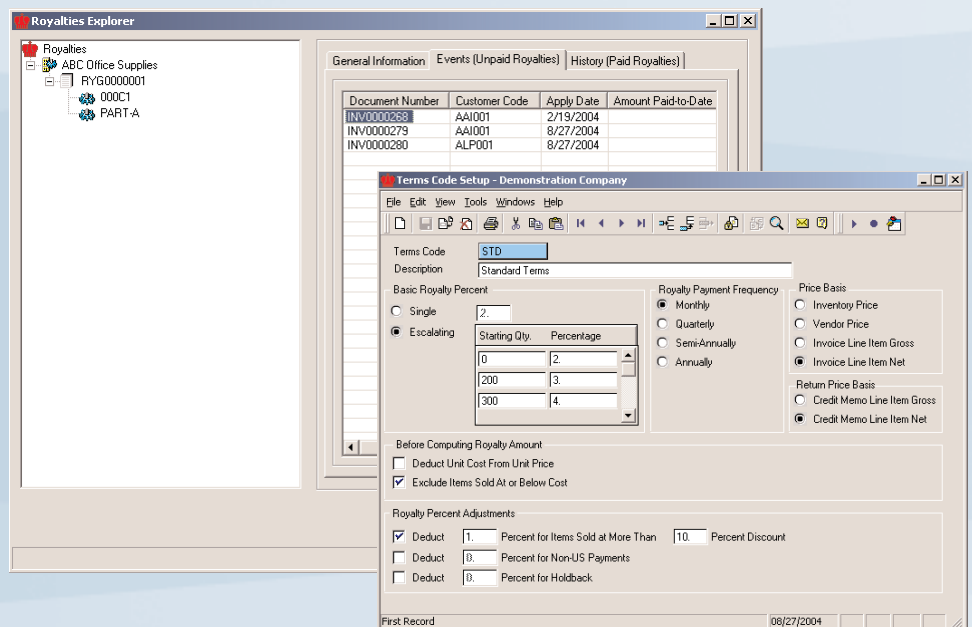 Royalties Explorer
Royalties
ABC Office Supplies
RYG0000001
000C1
PART-A
General Information Events (Unpaid Royalties) History (Paid Royalties)
Document Number Customer Code Apply Date Amount Paid-to-Date
INV0000268 AAI001 2/19/2004
INV0000279 AAI001 8/27/2004
INV0000280 ALP001 8/27/2004
Terms Code Setup - Demonstration Company
File Edit View Tools Windows Help
Terms Code STD
Description Standard Terms
Basic Royalty Percent
Single 2.
Escalating
Starting Qty. Percentage
0 2.
200 3.
300 4.
Royalty Payment Frequency
Monthly
Quarterly
Semi-Annually
Annually
Price Basis
Inventory Price
Vendor Price
Invoice Line Item Gross
Invoice Line Item Net
Return Price Basis
Credit Memo Line Item Gross
Credit Memo Line Item Net
Before Computing Royalty Amount
Deduct Unit Cost From Unit Price
Exclude Items Sold At or Below Cost
Royalty Percent Adjustments
Deduct 1. Percent for Items Sold at More Than 10. Percent Discount
Deduct 0. Percent for Non-US Payments
Deduct 0. Percent for Holdback
First Record 08/27/2004